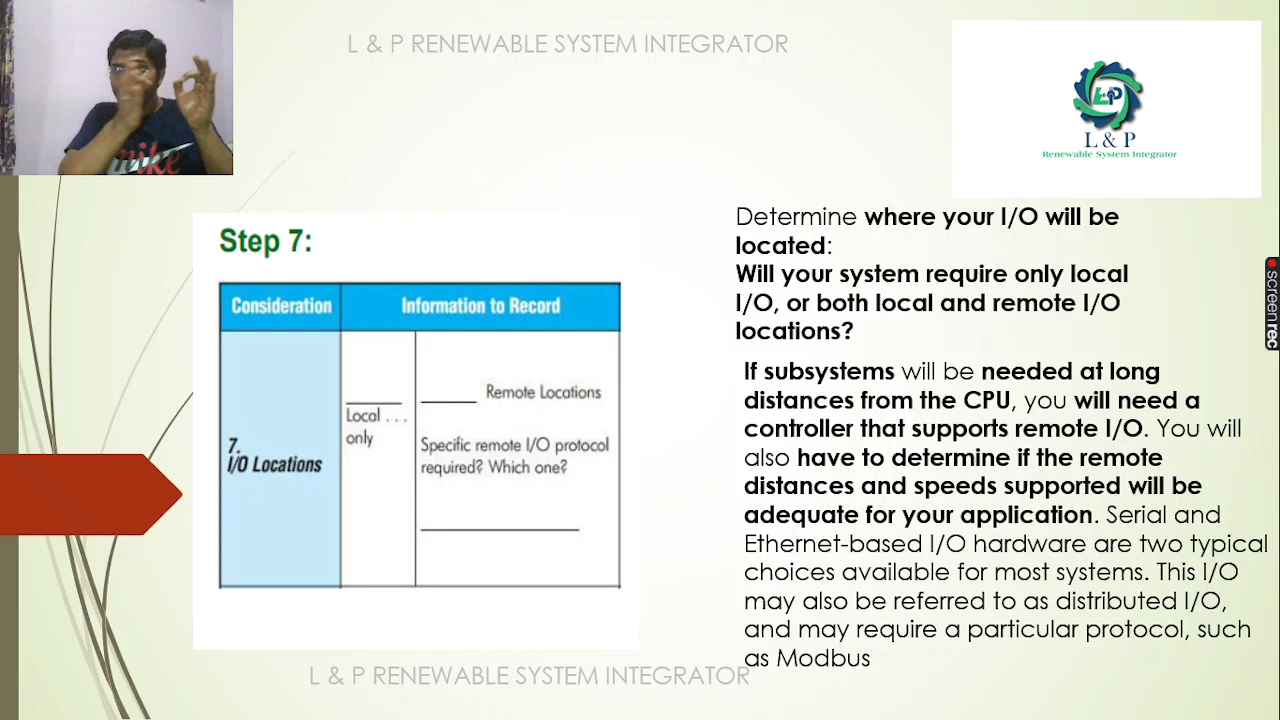 L & P RENEWABLE SYSTEM INTEGRATOR
L&P
L & P
Renewable System Integrator
nike
Step 7:
Consideration
Information to Record
7.
I/O Locations
Local . . .
only
Remote Locations
Specific remote I/O protocol
required? Which one?
Determine where your I/O will be
located:
Will your system require only local
I/O, or both local and remote I/O
locations?
If subsystems will be needed at long
distances from the CPU, you will need a
controller that supports remote I/O. You will
also have to determine if the remote
distances and speeds supported will be
adequate for your application. Serial and
Ethernet-based I/O hardware are two typical
choices available for most systems. This I/O
may also be referred to as distributed I/O,
and may require a particular protocol, such
as Modbus
L & P RENEWABLE SYSTEM INTEGRATOR
screenrec